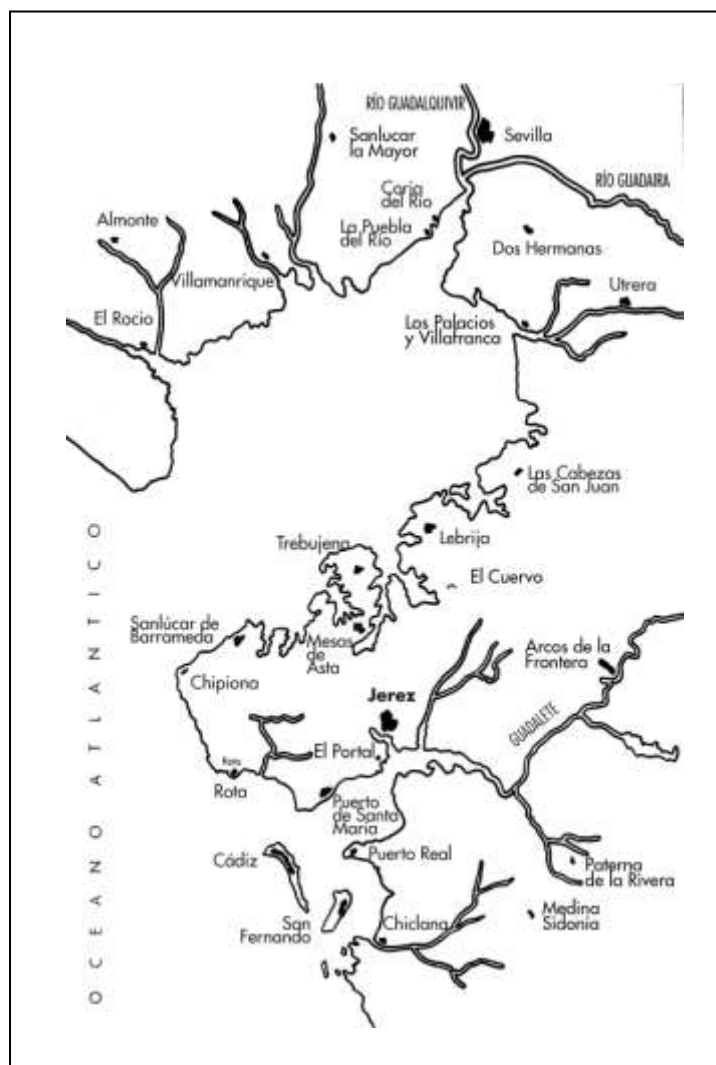 RÍO GUADALQUIVIR
Sanlucar
la Mayor
Sevilla
RÍO GUADAIRA
Coria
del Río
Almonte
La Puebla
del Río
Dos Hermanas
Villamanrique
Utrera
El Rocio
Los Palacios
y Villafranca
Las Cabezas
de San Juan
Lebrija
Trebujena
El Cuervo
Sanlúcar de
Barrameda
Mesas
de
Asta
Arcos de la
Frontera
Chipiona
Jerez
GUADALETE
El Portal
Rota
Rota
Puerto
de Santa
María
Cádiz
Puerto Real
Paterna
de la Rivera
San
Fernando
Chiclana
Medina
Sidonia
OCEANO ATLANTICO